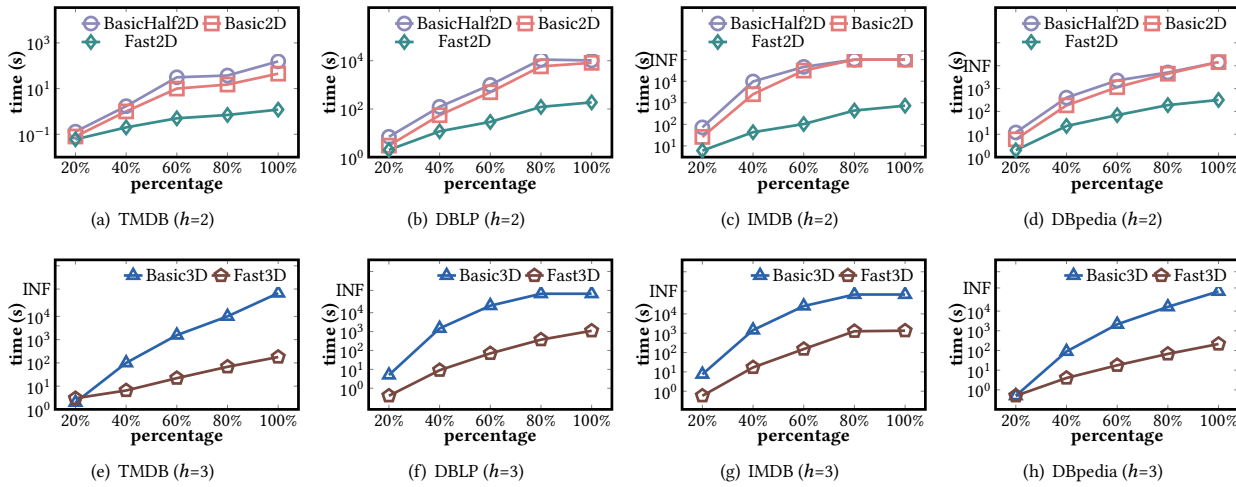 BasicHalf2D Basic2D
Fast2D
time (s)
10^3
10^1
10^−1
20% 40% 60% 80% 100%
percentage
(a) TMDB (h=2)
BasicHalf2D Basic2D
Fast2D
time (s)
10^4
10^2
10^0
20% 40% 60% 80% 100%
percentage
(b) DBLP (h=2)
BasicHalf2D Basic2D
Fast2D
time (s)
INF
10^4
10^3
10^2
10^1
20% 40% 60% 80% 100%
percentage
(c) IMDB (h=2)
BasicHalf2D Basic2D
Fast2D
time (s)
INF
10^4
10^3
10^2
10^1
10^0
20% 40% 60% 80% 100%
percentage
(d) DBpedia (h=2)
Basic3D Fast3D
time (s)
INF
10^4
10^3
10^2
10^1
10^0
20% 40% 60% 80% 100%
percentage
(e) TMDB (h=3)
Basic3D Fast3D
time (s)
INF
10^4
10^3
10^2
10^1
10^0
20% 40% 60% 80% 100%
percentage
(f) DBLP (h=3)
Basic3D Fast3D
time (s)
INF
10^4
10^3
10^2
10^1
10^0
20% 40% 60% 80% 100%
percentage
(g) IMDB (h=3)
Basic3D Fast3D
time (s)
INF
10^4
10^3
10^2
10^1
10^0
20% 40% 60% 80% 100%
percentage
(h) DBpedia (h=3)